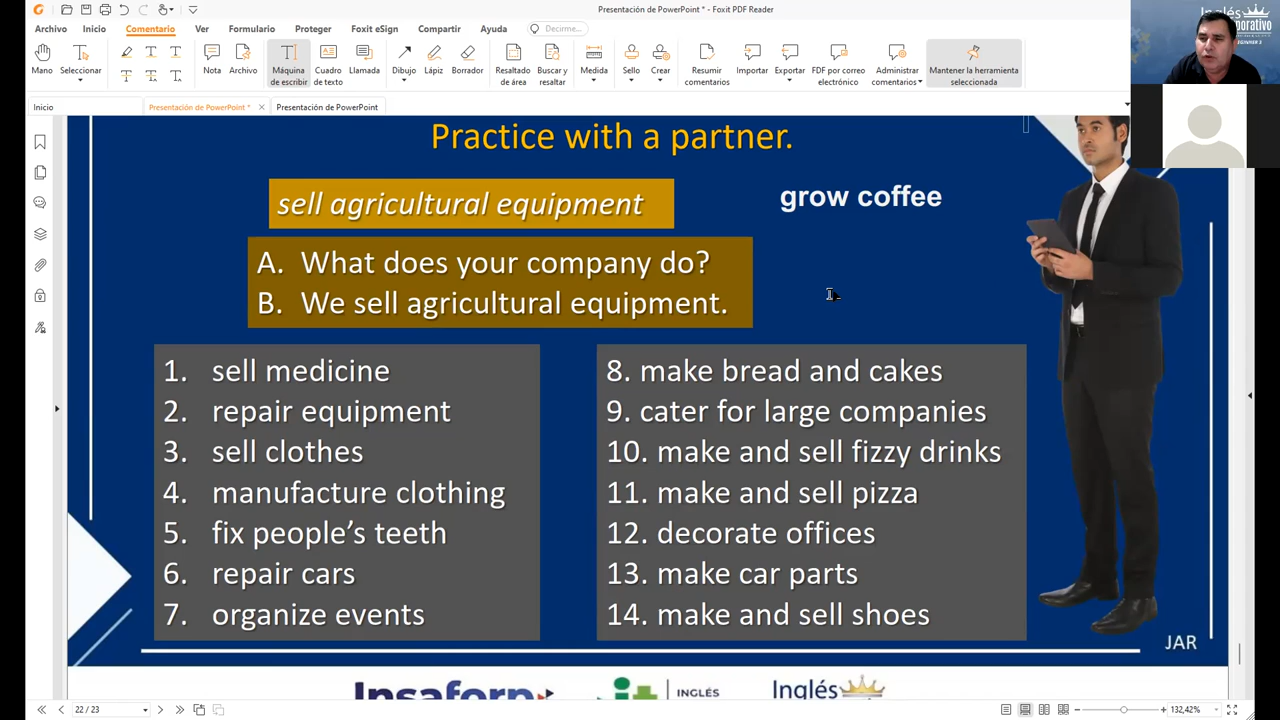 Presentación de PowerPoint * - Foxit PDF Reader
Archivo Inicio Comentario Ver Formulario Proteger Foxit eSign Compartir Ayuda Decirme...
Mano Seleccionar Nota Archivo Máquina de escribir Cuadro de texto Llamada Dibujo Lápiz Borrador Resaltado de área Buscar y resaltar Medida Sello Crear Resumir comentarios Importar Exportar PDF por correo electrónico Administrar comentarios Mantener la herramienta seleccionada
Inicio Presentación de PowerPoint * Presentación de PowerPoint
Practice with a partner.
sell agricultural equipment
grow coffee
A. What does your company do?
B. We sell agricultural equipment.
1. sell medicine
2. repair equipment
3. sell clothes
4. manufacture clothing
5. fix people's teeth
6. repair cars
7. organize events
8. make bread and cakes
9. cater for large companies
10. make and sell fizzy drinks
11. make and sell pizza
12. decorate offices
13. make car parts
14. make and sell shoes
JAR
Insaforp INGLÉS Inglés
22 / 23
132,42%